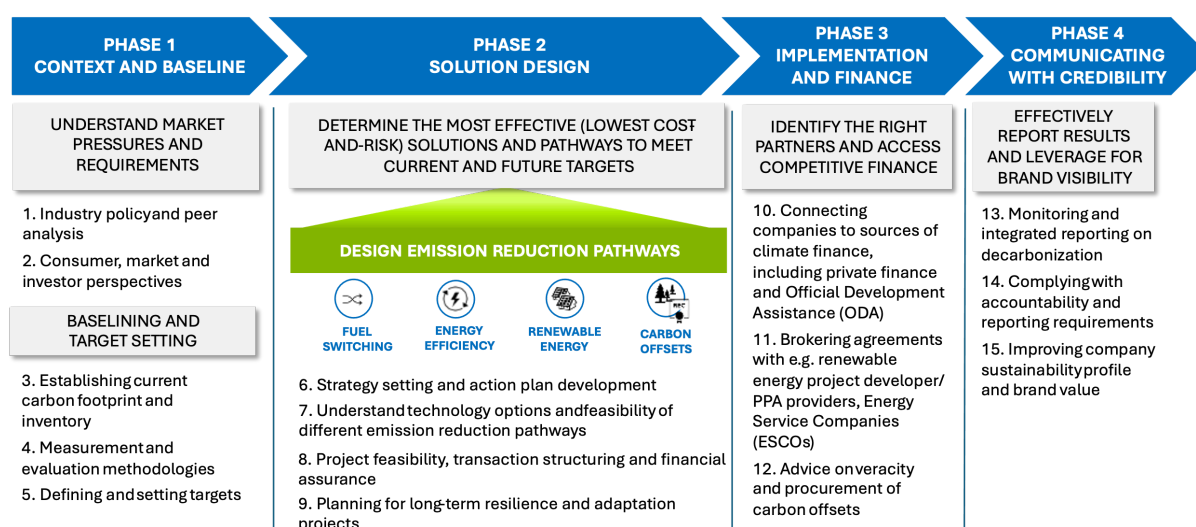 PHASE 1
CONTEXT AND BASELINE
PHASE 2
SOLUTION DESIGN
PHASE 3
IMPLEMENTATION
AND FINANCE
PHASE 4
COMMUNICATING
WITH CREDIBILITY
UNDERSTAND MARKET
PRESSURES AND
REQUIREMENTS
1. Industry policy and peer
analysis
2. Consumer, market and
investor perspectives
BASELINING AND
TARGET SETTING
3. Establishing current
carbon footprint and
inventory
4. Measurement and
evaluation methodologies
5. Defining and setting targets
DETERMINE THE MOST EFFECTIVE (LOWEST COST-
AND-RISK) SOLUTIONS AND PATHWAYS TO MEET
CURRENT AND FUTURE TARGETS
DESIGN EMISSION REDUCTION PATHWAYS
FUEL
SWITCHING
ENERGY
EFFICIENCY
RENEWABLE
ENERGY
REC
CARBON
OFFSETS
6. Strategy setting and action plan development
7. Understand technology options and feasibility of
different emission reduction pathways
8. Project feasibility, transaction structuring and financial
assurance
9. Planning for long-term resilience and adaptation
projects
IDENTIFY THE RIGHT
PARTNERS AND ACCESS
COMPETITIVE FINANCE
10. Connecting
companies to sources of
climate finance,
including private finance
and Official Development
Assistance (ODA)
11. Brokering agreements
with e.g. renewable
energy project developer/
PPA providers, Energy
Service Companies
(ESCOs)
12. Advice on veracity
and procurement of
carbon offsets
EFFECTIVELY
REPORT RESULTS
AND LEVERAGE FOR
BRAND VISIBILITY
13. Monitoring and
integrated reporting on
decarbonization
14. Complying with
accountability and
reporting requirements
15. Improving company
sustainability profile
and brand value